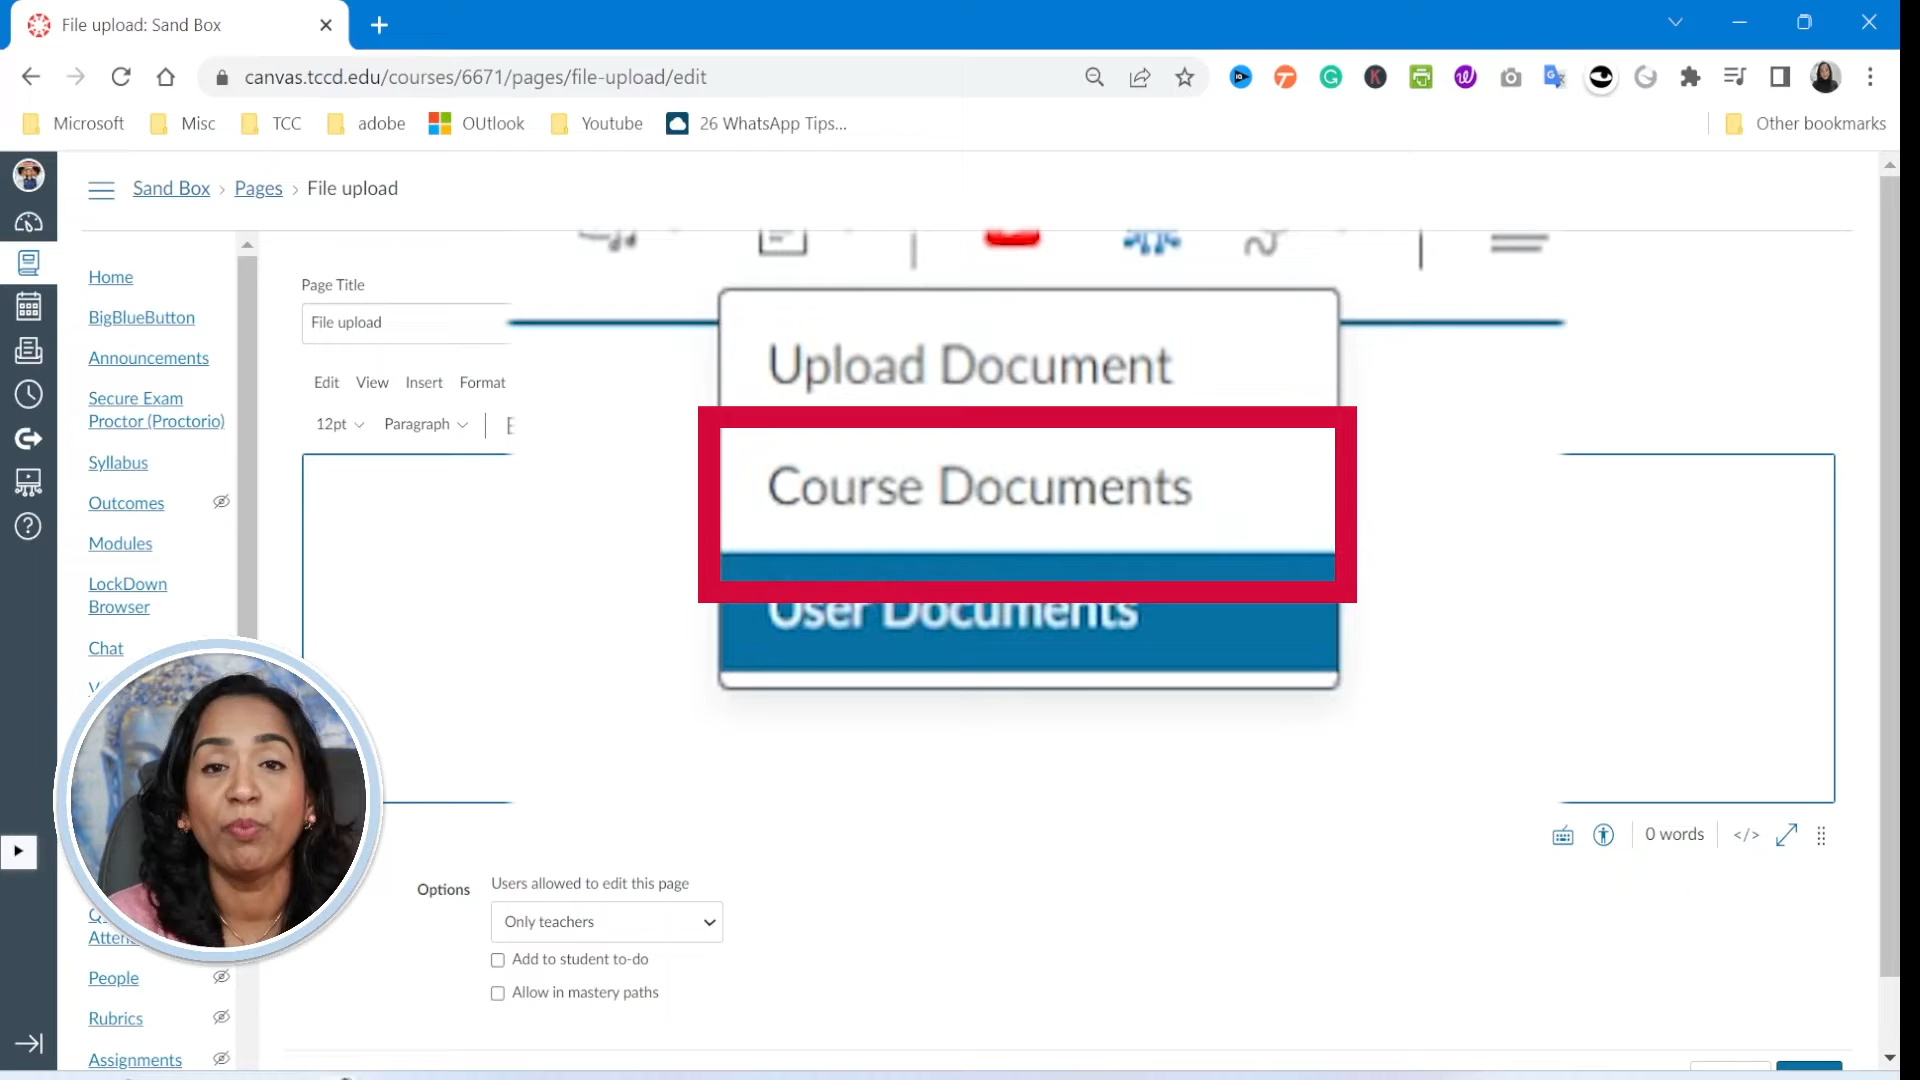 File upload: Sand Box
canvas.tccd.edu/courses/6671/pages/file-upload/edit
Microsoft
Misc
TCC
adobe
OUtlook
Youtube
26 WhatsApp Tips...
Other bookmarks
Sand Box > Pages > File upload
Home
BigBlueButton
Announcements
Secure Exam
Proctor (Proctorio)
Syllabus
Outcomes
Modules
LockDown
Browser
Chat
People
Rubrics
Assignments
Page Title
File upload
Edit View Insert Format
12pt Paragraph
Upload Document
Course Documents
User Documents
0 words </>
Options
Users allowed to edit this page
Only teachers
Add to student to-do
Allow in mastery paths